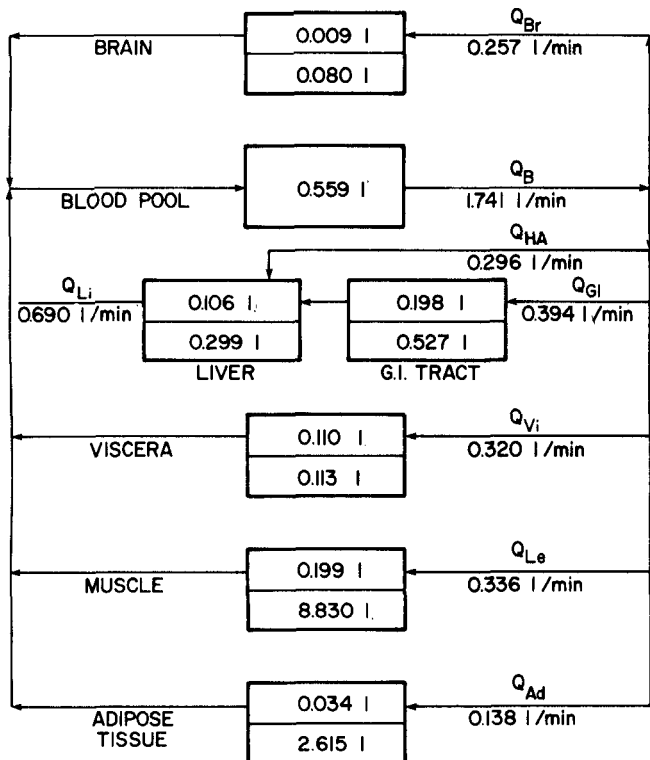 Q_Br
0.009 l
BRAIN
0.257 l/min
0.080 l
Q_B
0.559 l
BLOOD POOL
1.741 l/min
Q_HA
0.296 l/min
Q_Li
Q_GI
0.106 l
0.198 l
0.690 l/min
0.394 l/min
0.299 l
0.527 l
LIVER
G.I. TRACT
Q_Vi
0.110 l
VISCERA
0.320 l/min
0.113 l
Q_Le
0.199 l
MUSCLE
0.336 l/min
8.830 l
Q_Ad
0.034 l
ADIPOSE
TISSUE
0.138 l/min
2.615 l